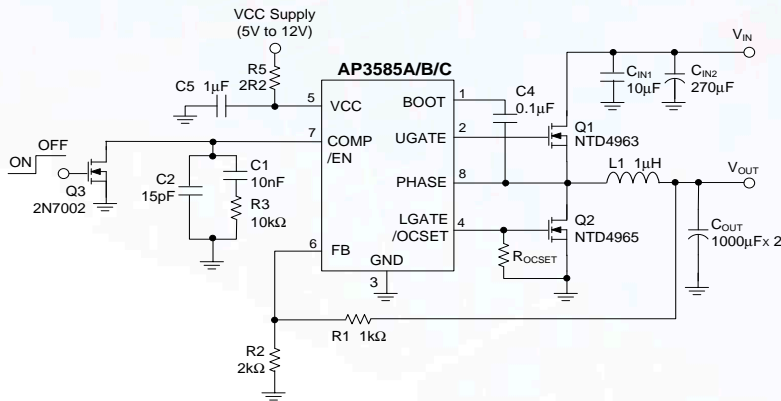 VCC Supply
(5V to 12V)
R5
2R2
C5 1µF
AP3585A/B/C
5
VCC
BOOT
1
C4
0.1µF
VIN
CIN1
10µF
CIN2
270µF
7
COMP
/EN
UGATE
2
Q1
NTD4963
ON
OFF
Q3
2N7002
C2
15pF
C1
10nF
R3
10kΩ
PHASE
8
L1 1µH
VOUT
LGATE
/OCSET
4
Q2
NTD4965
ROCSET
COUT
1000µFx 2
6
FB
GND
3
R1 1kΩ
R2
2kΩ